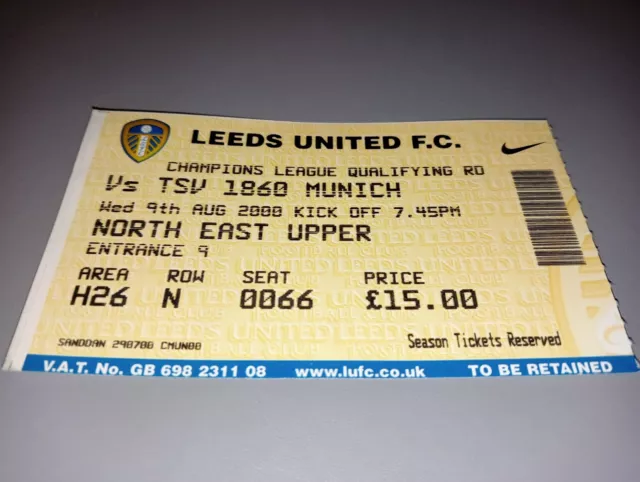 LEEDS UNITED F.C.
CHAMPIONS LEAGUE QUALIFYING RD
Vs TSV 1860 MUNICH
Wed 9th AUG 2000 KICK OFF 7.45PM
NORTH EAST UPPER
ENTRANCE 9
AREA ROW SEAT PRICE
H26 N 0066 £15.00
SANDDAN 290700 CMUN00
Season Tickets Reserved
V.A.T. No. GB 698 2311 08 www.lufc.co.uk TO BE RETAINED